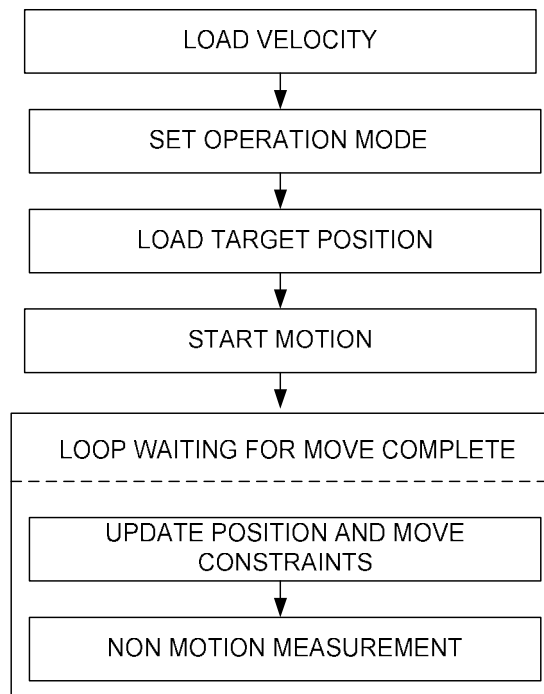 LOAD VELOCITY
SET OPERATION MODE
LOAD TARGET POSITION
START MOTION
LOOP WAITING FOR MOVE COMPLETE
UPDATE POSITION AND MOVE
CONSTRAINTS
NON MOTION MEASUREMENT